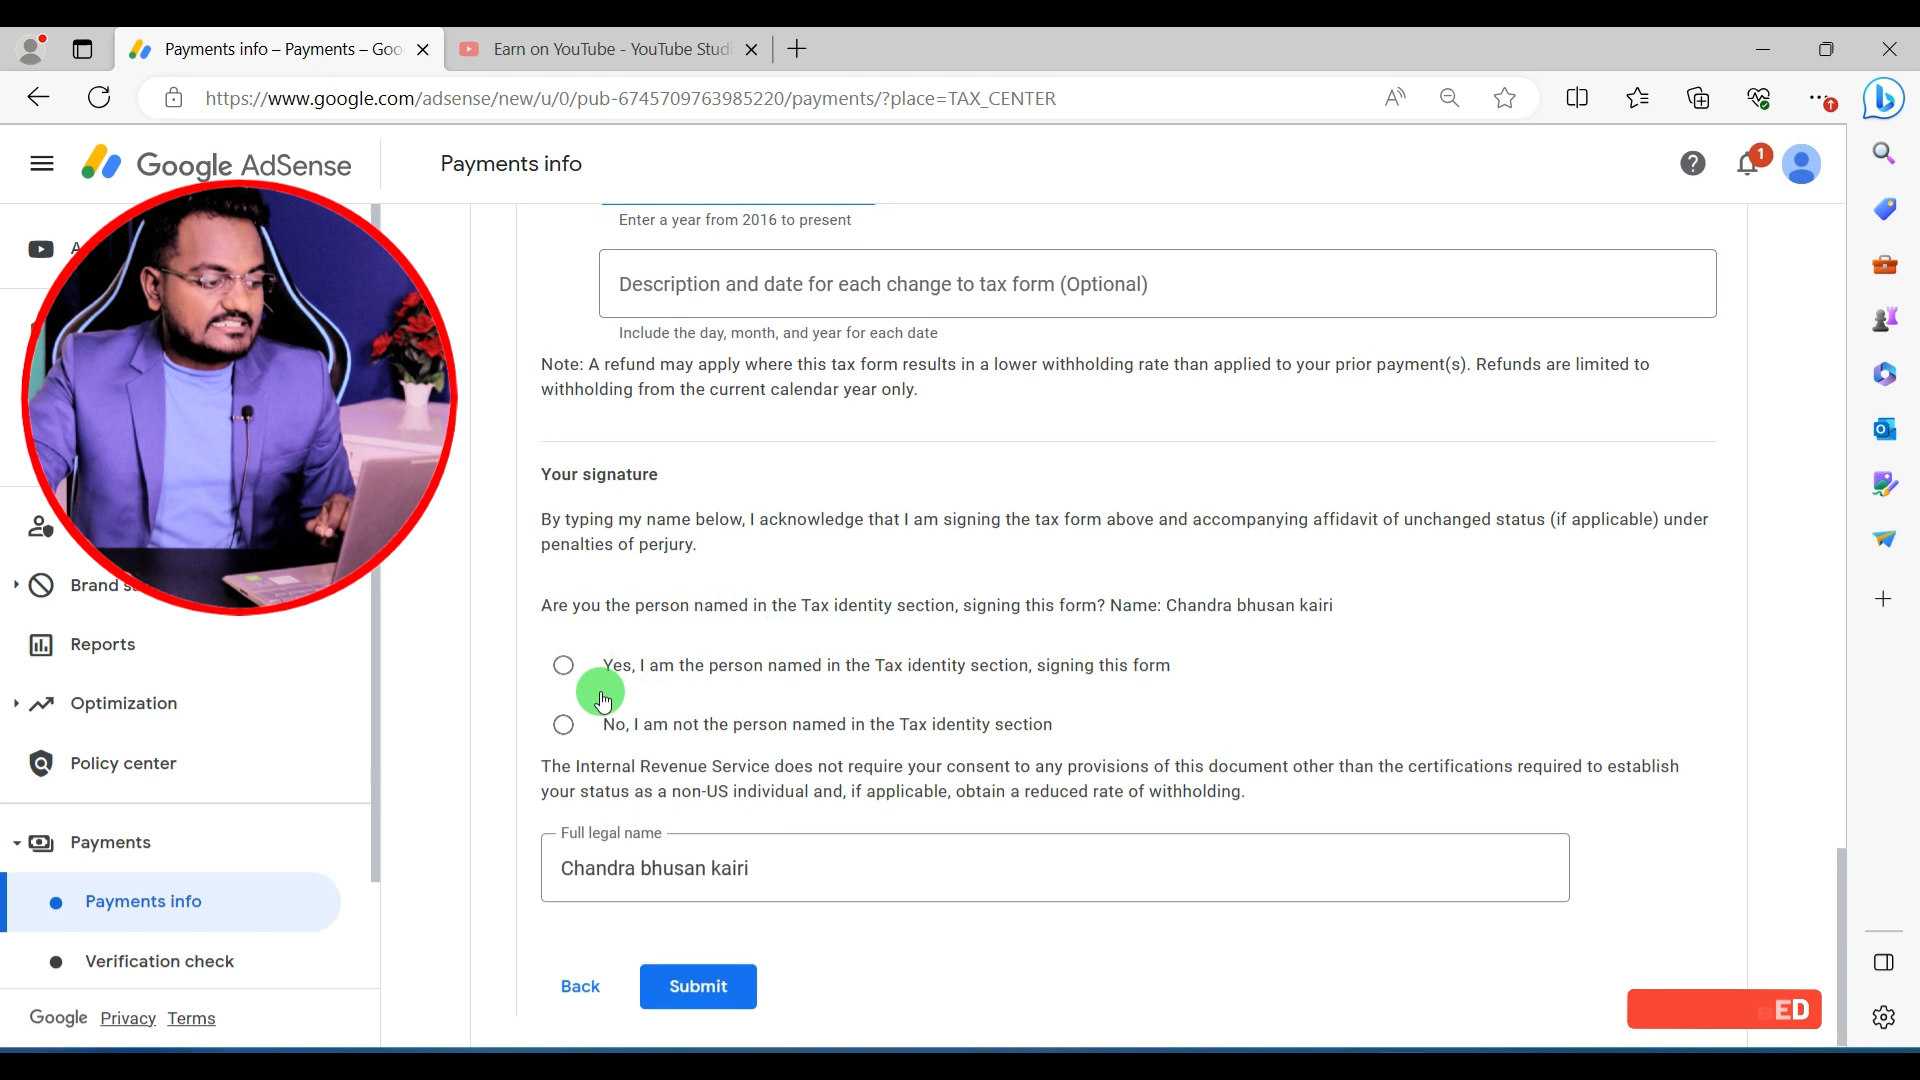 Payments info – Payments – Goo
Earn on YouTube - YouTube Studi
https://www.google.com/adsense/new/u/0/pub-6745709763985220/payments/?place=TAX_CENTER
Google AdSense
Payments info
1
Enter a year from 2016 to present
Description and date for each change to tax form (Optional)
Include the day, month, and year for each date
Note: A refund may apply where this tax form results in a lower withholding rate than applied to your prior payment(s). Refunds are limited to
withholding from the current calendar year only.
Your signature
By typing my name below, I acknowledge that I am signing the tax form above and accompanying affidavit of unchanged status (if applicable) under
penalties of perjury.
Are you the person named in the Tax identity section, signing this form? Name: Chandra bhusan kairi
Yes, I am the person named in the Tax identity section, signing this form
No, I am not the person named in the Tax identity section
The Internal Revenue Service does not require your consent to any provisions of this document other than the certifications required to establish
your status as a non-US individual and, if applicable, obtain a reduced rate of withholding.
Full legal name
Chandra bhusan kairi
Back
Submit
Brand
Reports
Optimization
Policy center
Payments
Payments info
Verification check
Google Privacy Terms
ED